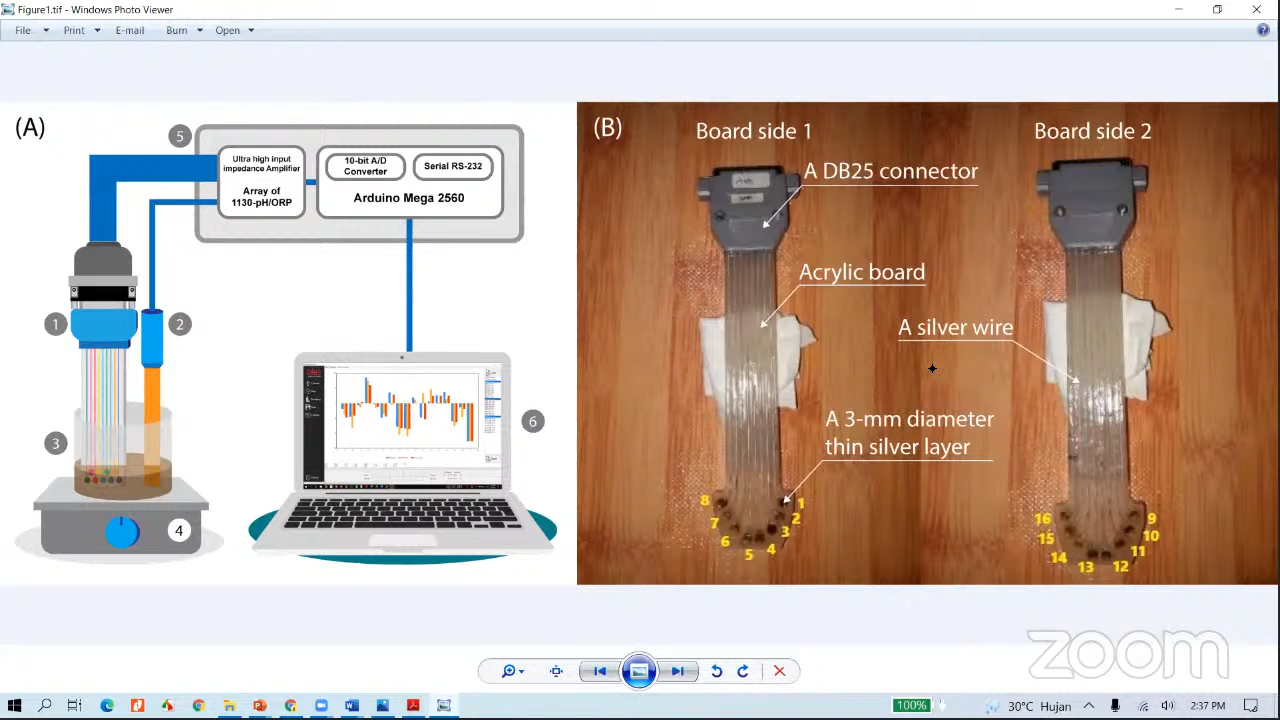 Figure1.tif - Windows Photo Viewer
File Print E-mail Burn Open
(A)
5
Ultra high input
impedance Amplifier
Array of
1130-pH/ORP
10-bit A/D
Converter
Serial RS-232
Arduino Mega 2560
1
2
3
4
6
(B)
Board side 1
Board side 2
A DB25 connector
Acrylic board
A silver wire
A 3-mm diameter
thin silver layer
8
7
6
5
4
3
2
1
16
15
14
13
12
11
10
9
zoom
100%
30°C Hujan
2:37 PM